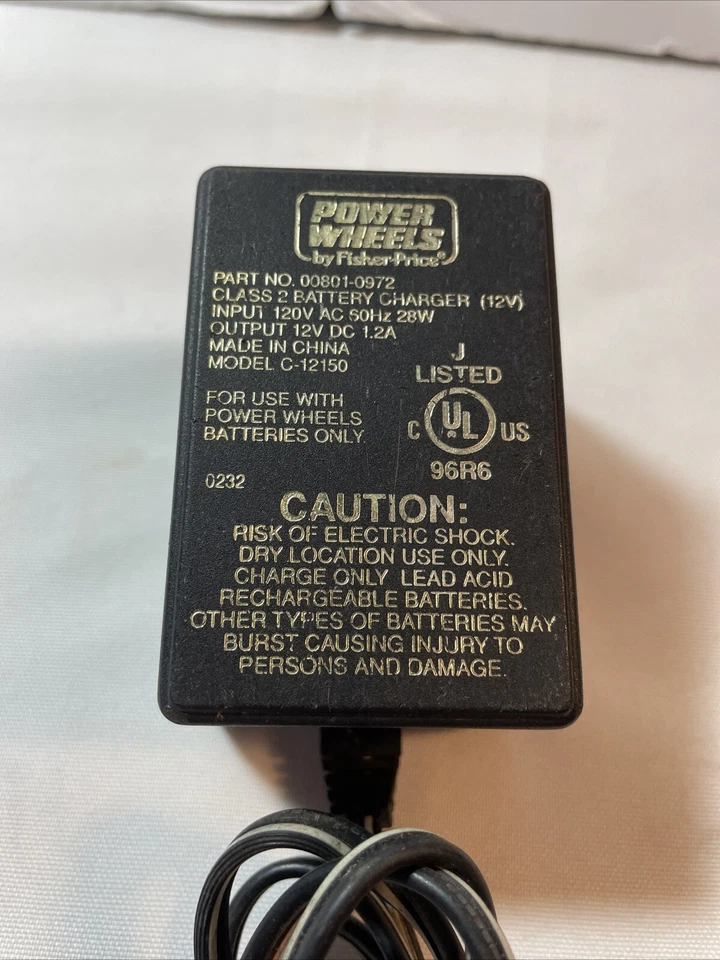 POWER
WHEELS
by Fisher-Price®
PART NO. 00801-0972
CLASS 2 BATTERY CHARGER (12V)
INPUT 120V AC 50Hz 28W
OUTPUT 12V DC 1.2A
MADE IN CHINA
MODEL C-12150
J
LISTED
FOR USE WITH
POWER WHEELS
BATTERIES ONLY.
C UL ® US
96R6
0232
CAUTION:
RISK OF ELECTRIC SHOCK.
DRY LOCATION USE ONLY.
CHARGE ONLY LEAD ACID
RECHARGEABLE BATTERIES.
OTHER TYPES OF BATTERIES MAY
BURST CAUSING INJURY TO
PERSONS AND DAMAGE.